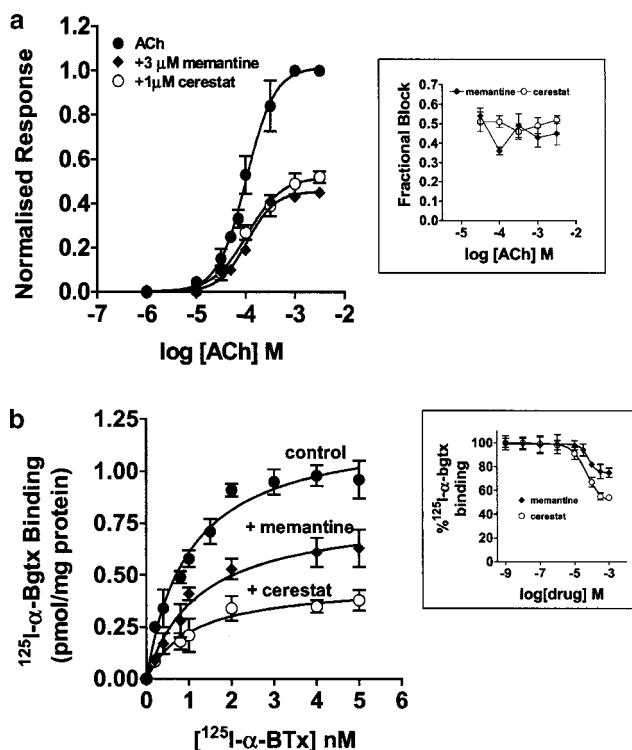 a
ACh
+3 µM memantine
+1µM cerestat
Normalised Response
1.0
0.8
0.6
0.4
0.2
0.0
-7 -6 -5 -4 -3 -2
log [ACh] M
memantine cerestat
Fractional Block
0.7
0.6
0.5
0.4
0.3
0.2
0.1
0.0
-5 -4 -3 -2
log [ACh] M
b
¹²⁵I-α-Bgtx Binding
(pmol/mg protein)
1.25
1.00
0.75
0.50
0.25
0.00
control
+ memantine
+ cerestat
0 1 2 3 4 5 6
[¹²⁵I-α-BTx] nM
%¹²⁵I-α-bgtx
binding
100
80
60
40
20
0
memantine
cerestat
-9 -7 -5 -3
log[drug] M